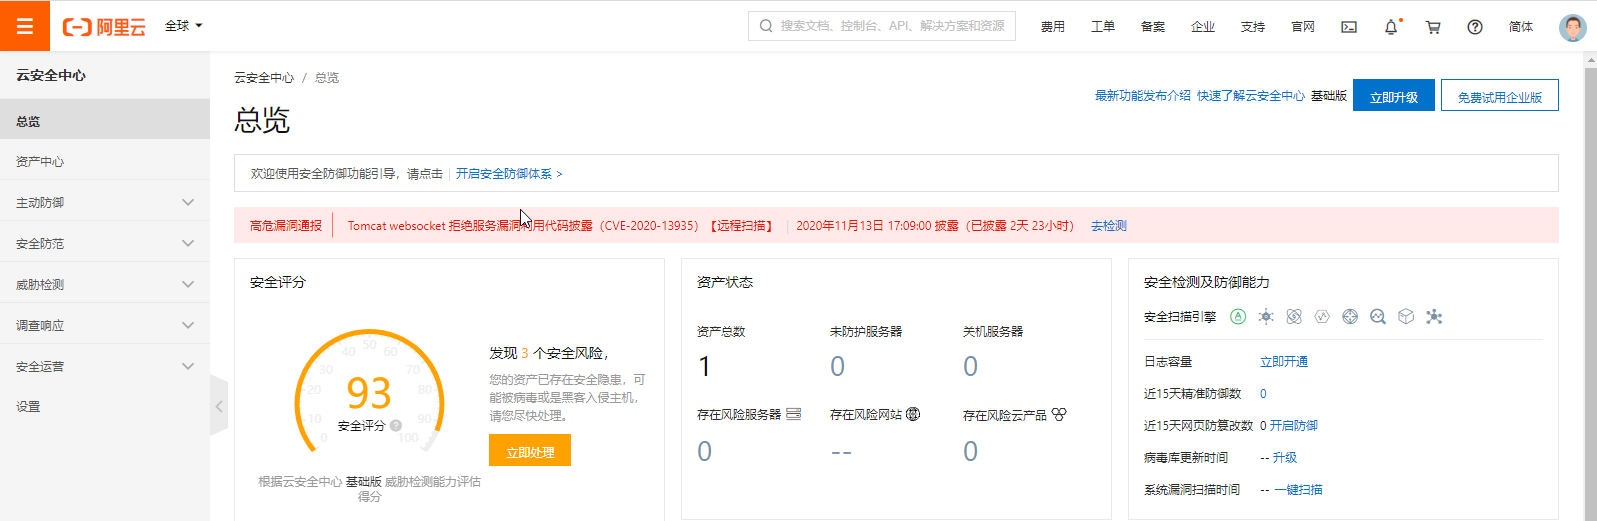 阿里云
全球
搜索文档、控制台、API、解决方案和资源
费用
工单
备案
企业
支持
官网
简体
云安全中心
总览
资产中心
主动防御
安全防范
威胁检测
调查响应
安全运营
设置
云安全中心 / 总览
总览
最新功能发布介绍 快速了解云安全中心 基础版 立即升级 免费试用企业版
欢迎使用安全防御功能引导，请点击 | 开启安全防御体系 >
高危漏洞通报 | Tomcat websocket 拒绝服务漏洞利用代码披露（CVE-2020-13935）【远程扫描】 | 2020年11月13日 17:09:00 披露（已披露 2天 23小时） 去检测
安全评分
0 10 20 30 40 50 60 70 80 90 100
93
安全评分 ?
发现 3 个安全风险，
您的资产已存在安全隐患，可
能被病毒或是黑客入侵主机，
请您尽快处理。
立即处理
根据云安全中心 基础版 威胁检测能力评估
得分
资产状态
资产总数 未防护服务器 关机服务器
1 0 0
存在风险服务器 存在风险网站 存在风险云产品
0 -- 0
安全检测及防御能力
安全扫描引擎
日志容量 立即开通
近15天精准防御数 0
近15天网页防篡改数 0 开启防御
病毒库更新时间 -- 升级
系统漏洞扫描时间 -- 一键扫描